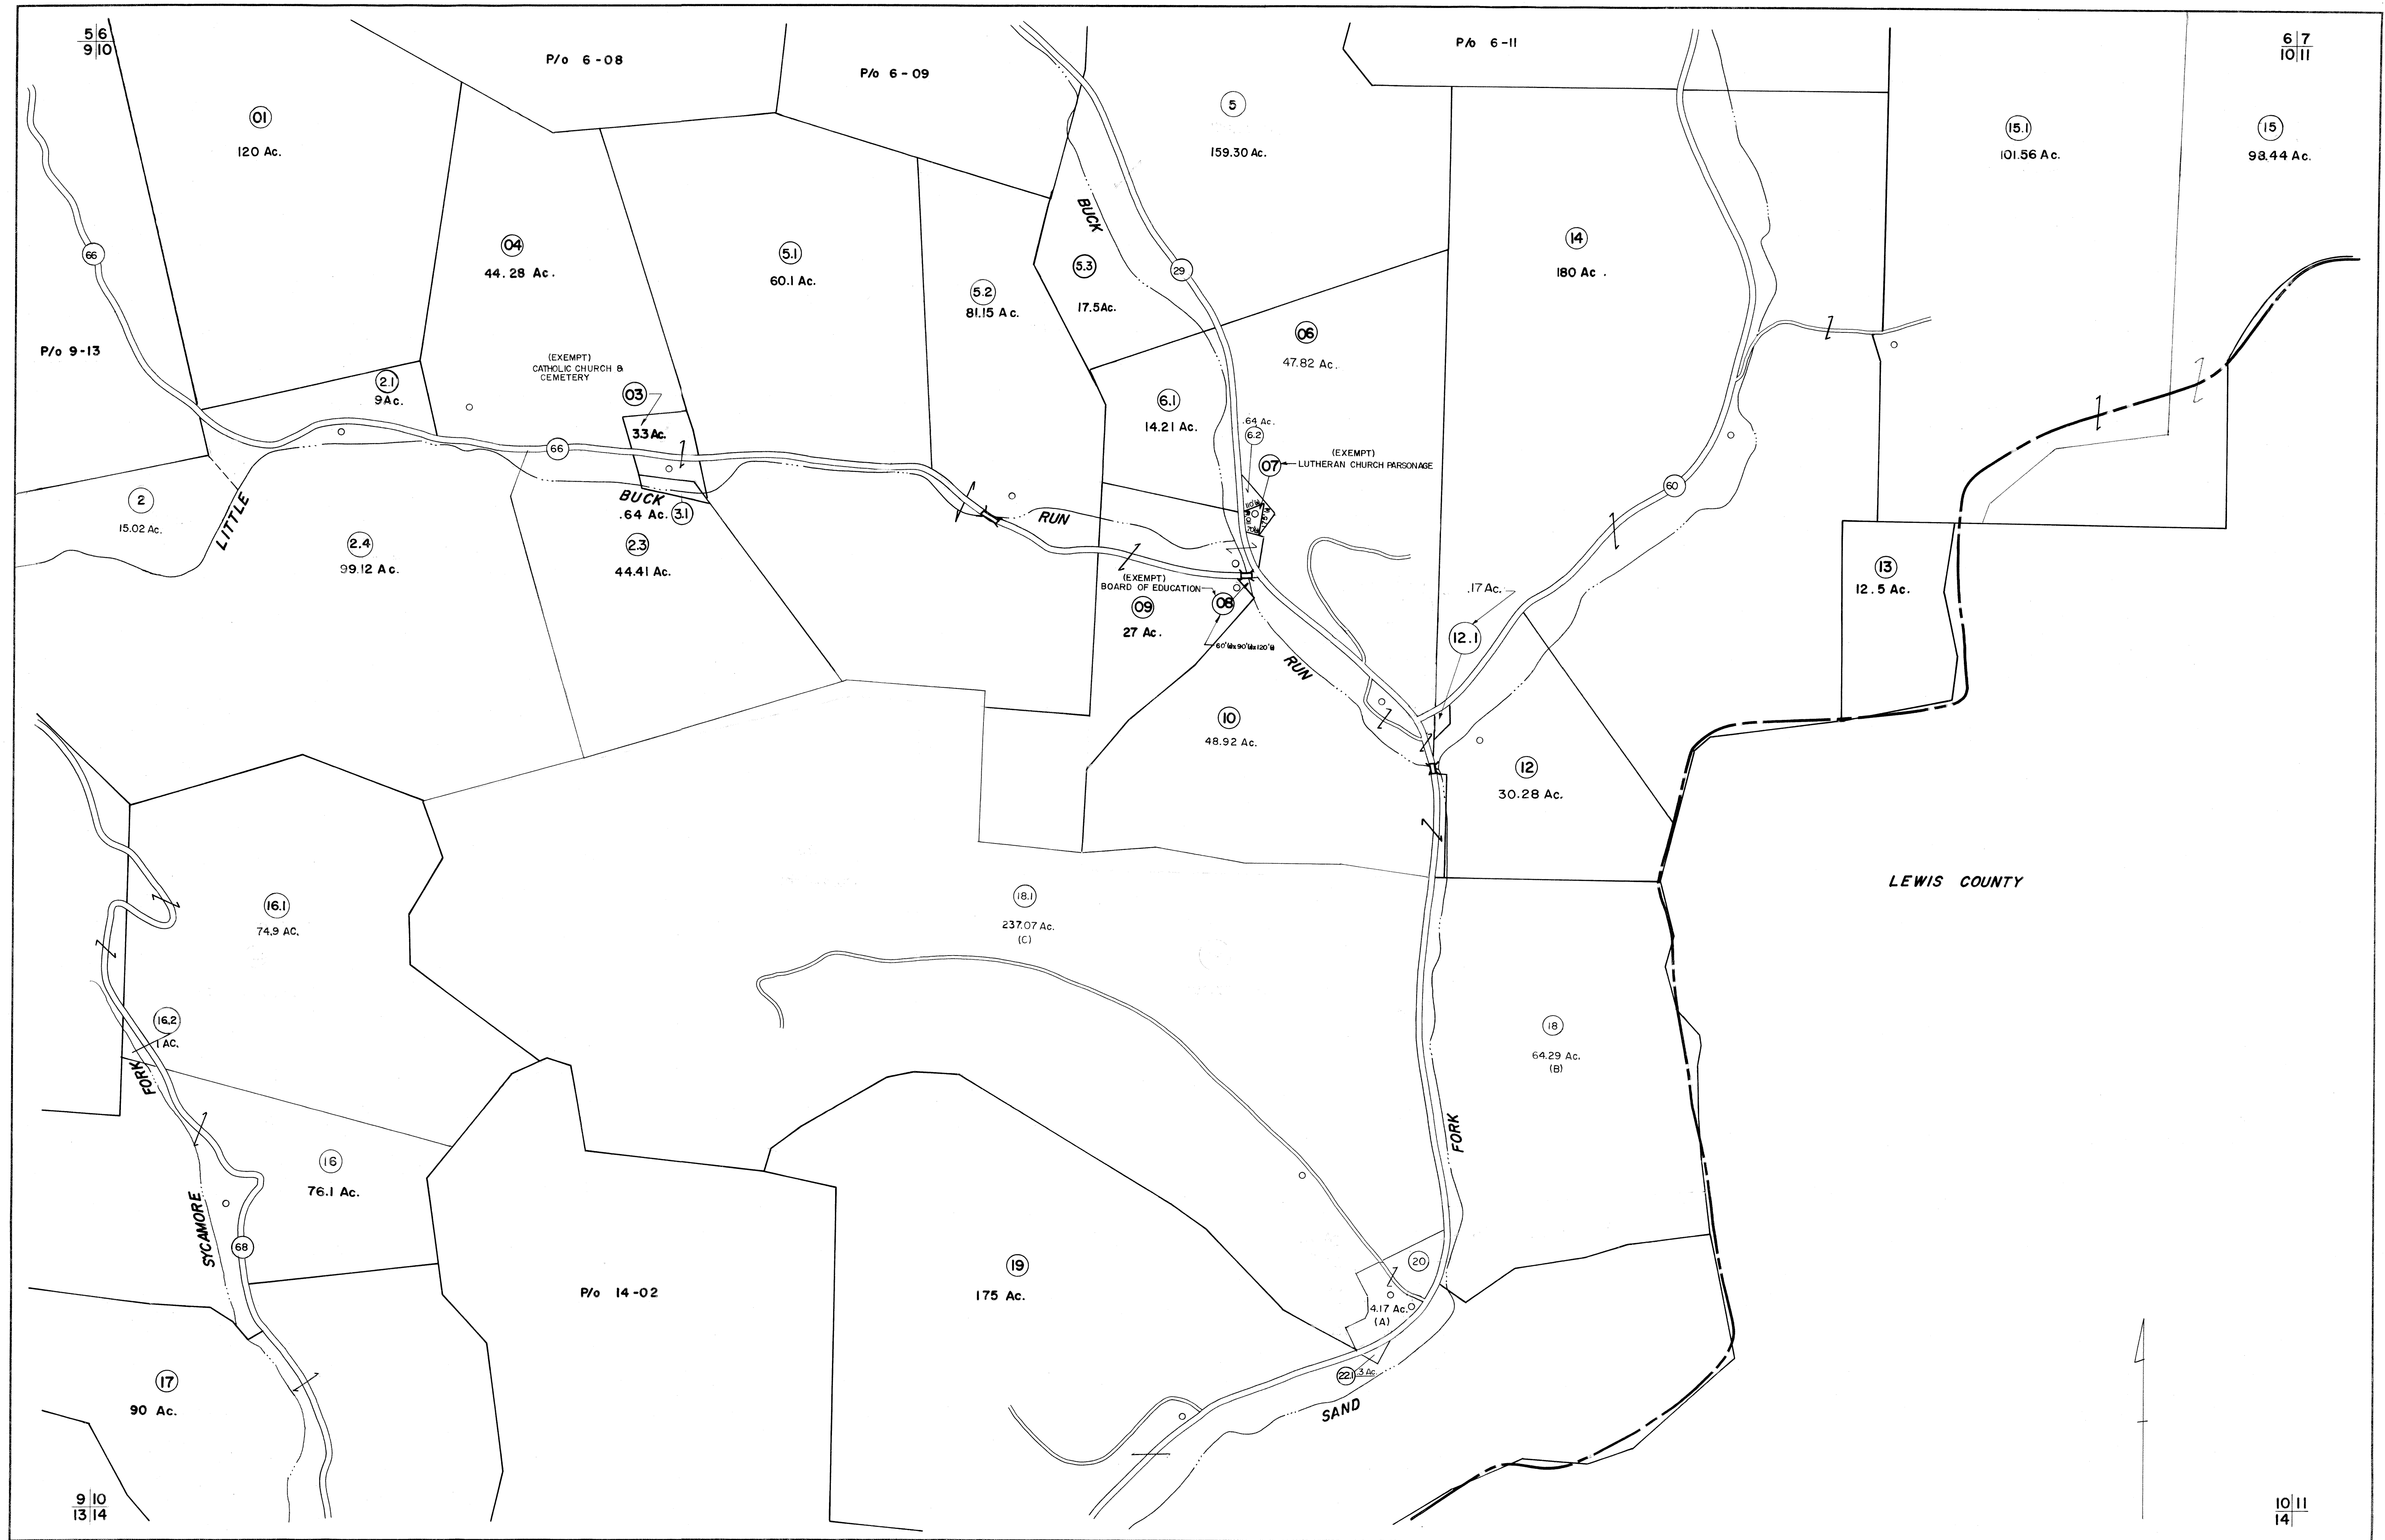 5 6
9 10
P/o 6-08
P/o 6-09
P/o 6-11
6 7
10 11
01
120 Ac.
5
159.30 Ac.
15.1
101.56 Ac.
15
98.44 Ac.
04
44.28 Ac.
5.1
60.1 Ac.
BUCK
14
180 Ac.
66
29
5.3
17.5 Ac.
5.2
81.15 Ac.
P/o 9-13
06
47.82 Ac.
(EXEMPT)
CATHOLIC CHURCH &
CEMETERY
2.1
9 Ac.
03
3.3 Ac.
6.1
14.21 Ac.
.64 Ac.
6.2
66
(EXEMPT)
07
LUTHERAN CHURCH PARSONAGE
60
2
15.02 Ac.
LITTLE
BUCK
.64 Ac.
3.1
RUN
2.4
99.12 Ac.
2.3
44.41 Ac.
(EXEMPT)
BOARD OF EDUCATION
08
09
27 Ac.
13
12.5 Ac.
.17 Ac.
12.1
RUN
10
48.92 Ac.
12
30.28 Ac.
LEWIS COUNTY
16.1
74.9 AC.
18.1
237.07 Ac.
(C)
16.2
1 AC.
FORK
18
64.29 Ac.
(B)
FORK
16
76.1 Ac.
SYCAMORE
68
P/o 14-02
19
175 Ac.
20
4.17 Ac.
(A)
22.1
.3 Ac.
17
90 Ac.
SAND
9 10
13 14
10 11
14